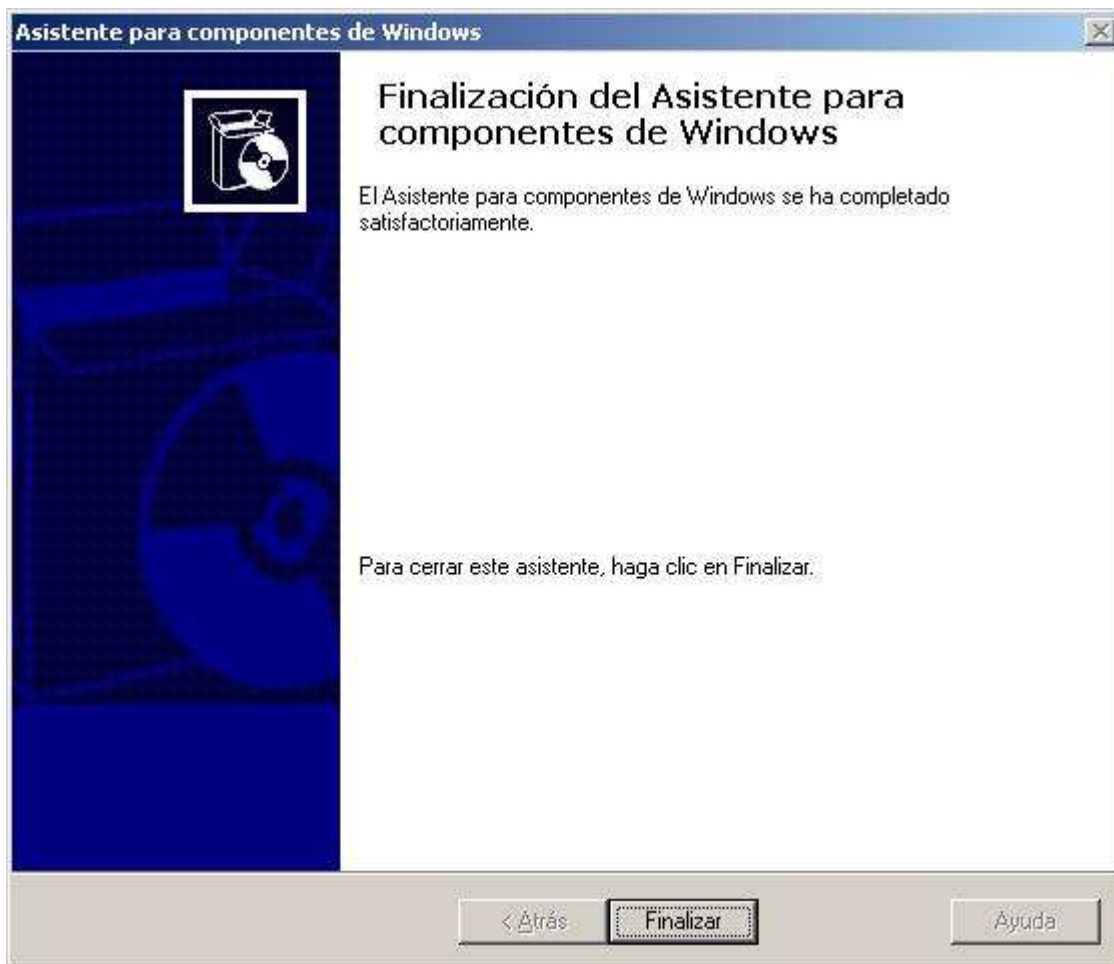 Asistente para componentes de Windows
Finalización del Asistente para
componentes de Windows
El Asistente para componentes de Windows se ha completado
satisfactoriamente.
Para cerrar este asistente, haga clic en Finalizar.
< Atrás
Finalizar
Ayuda